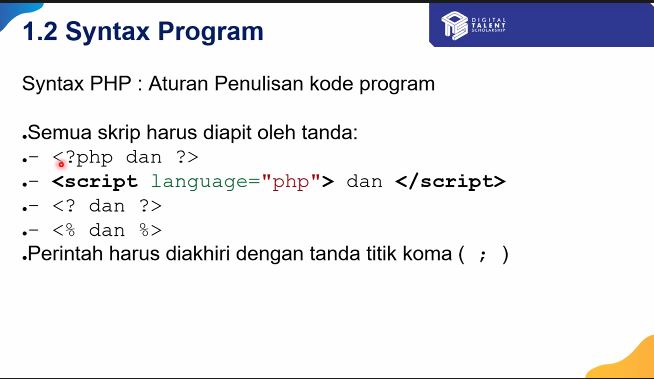 1.2 Syntax Program
DIGITAL
TALENT
SCHOLARSHIP
Syntax PHP : Aturan Penulisan kode program
•Semua skrip harus diapit oleh tanda:
•– <?php dan ?>
•– <script language="php"> dan </script>
•– <? dan ?>
•– <% dan %>
•Perintah harus diakhiri dengan tanda titik koma ( ; )